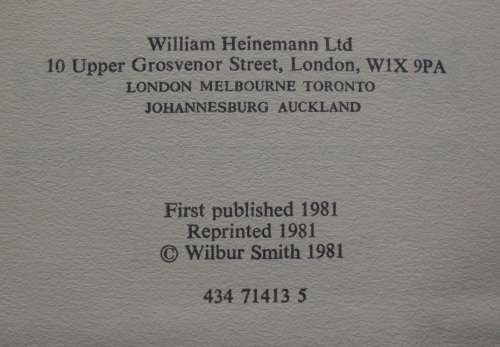 William Heinemann Ltd
10 Upper Grosvenor Street, London, W1X 9PA
LONDON MELBOURNE TORONTO
JOHANNESBURG AUCKLAND
First published 1981
Reprinted 1981
© Wilbur Smith 1981
434 71413 5